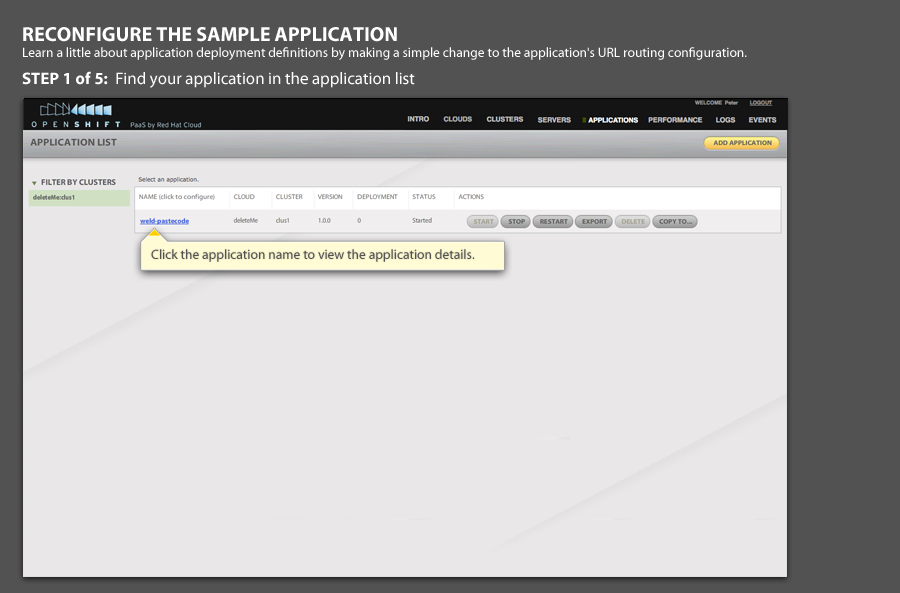 RECONFIGURE THE SAMPLE APPLICATION
Learn a little about application deployment definitions by making a simple change to the application's URL routing configuration.
STEP 1 of 5: Find your application in the application list
WELCOME Peter LOGOUT
OPENSHIFT PaaS by Red Hat Cloud
INTRO CLOUDS CLUSTERS SERVERS APPLICATIONS PERFORMANCE LOGS EVENTS
APPLICATION LIST ADD APPLICATION
Select an application.
FILTER BY CLUSTERS
deleteMe:clus1
NAME (click to configure) CLOUD CLUSTER VERSION DEPLOYMENT STATUS ACTIONS
weld-pastecode deleteMe clus1 1.0.0 0 Started START STOP RESTART EXPORT DELETE COPY TO...
Click the application name to view the application details.